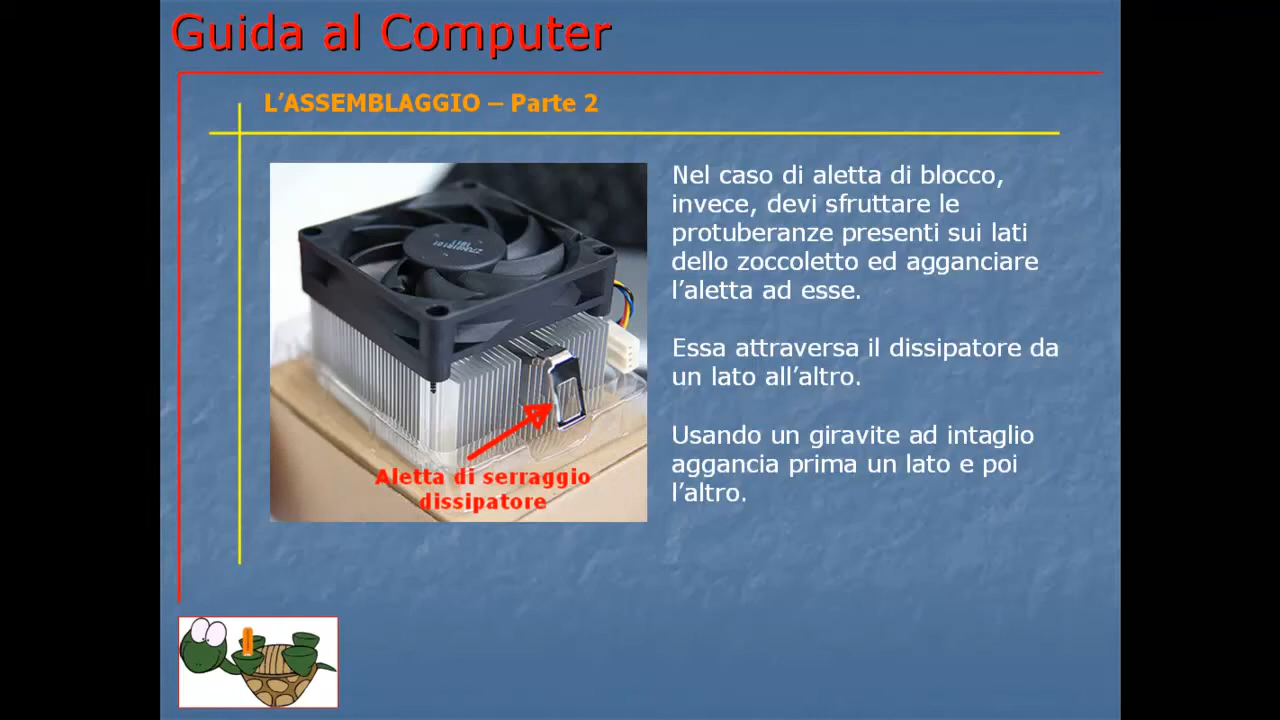 Guida al Computer
L’ASSEMBLAGGIO – Parte 2
Nel caso di aletta di blocco,
invece, devi sfruttare le
protuberanze presenti sui lati
dello zoccoletto ed agganciare
l’aletta ad esse.
Essa attraversa il dissipatore da
un lato all’altro.
Usando un giravite ad intaglio
aggancia prima un lato e poi
l’altro.
Aletta di serraggio
dissipatore